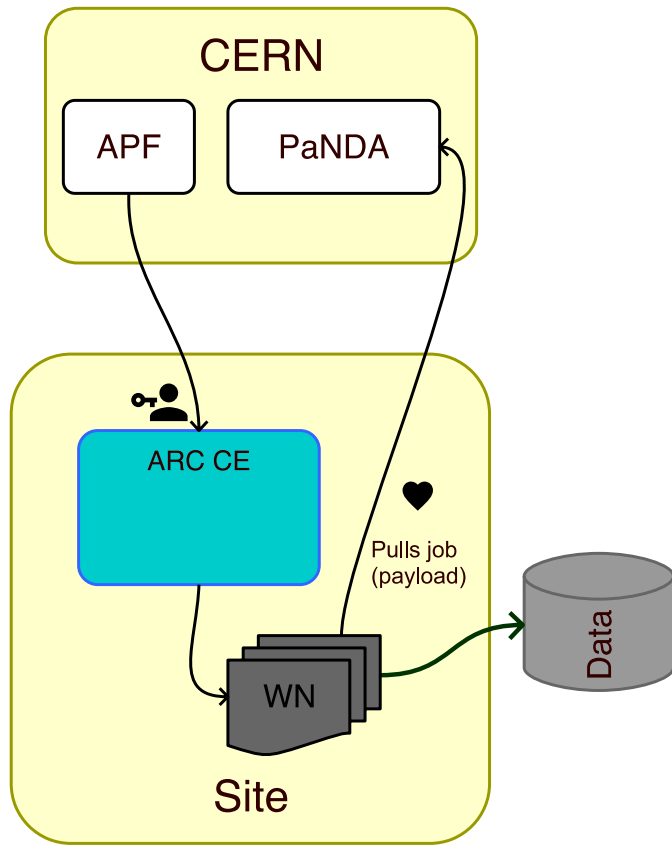 CERN
APF
PaNDA
ARC CE
Pulls job
(payload)
Data
WN
Site